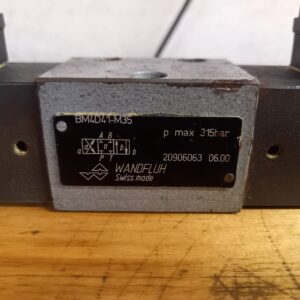 BM4D41-M35
p max 315bar
A B
a o b
P T
20906063 06.00
WANDFLUH
Swiss made